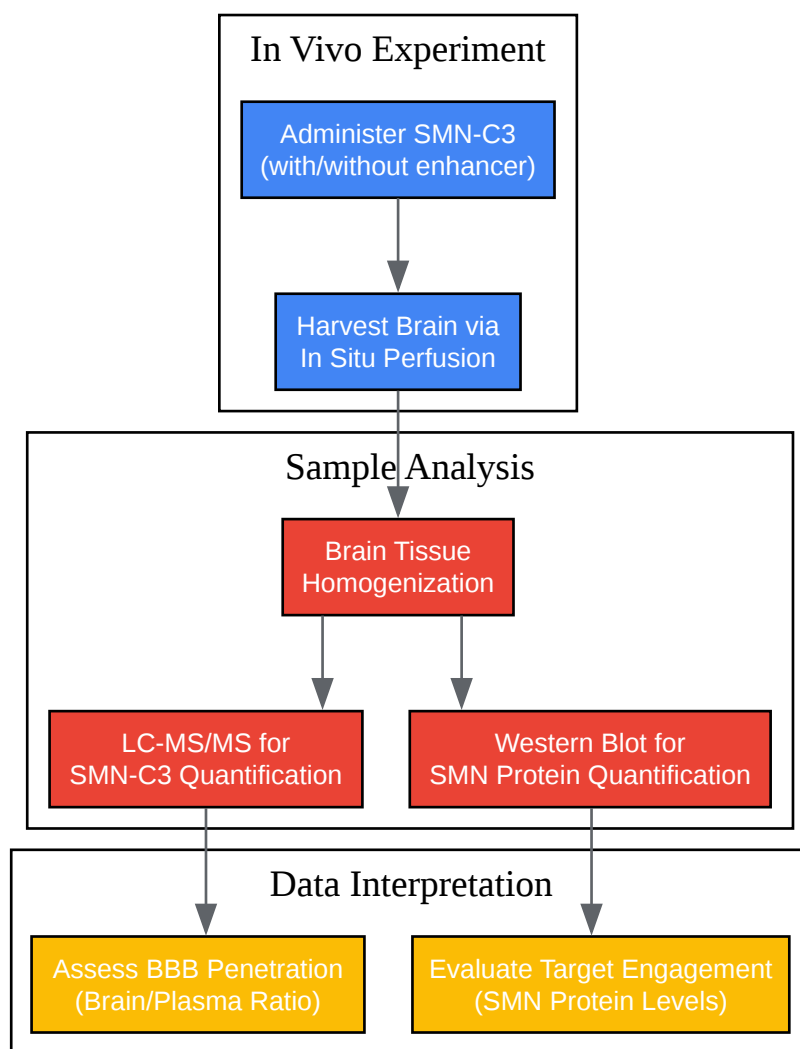 In Vivo Experiment
Administer SMN-C3
(with/without enhancer)
Harvest Brain via
In Situ Perfusion
Sample Analysis
Brain Tissue
Homogenization
LC-MS/MS for
SMN-C3 Quantification
Western Blot for
SMN Protein Quantification
Data Interpretation
Assess BBB Penetration
(Brain/Plasma Ratio)
Evaluate Target Engagement
(SMN Protein Levels)